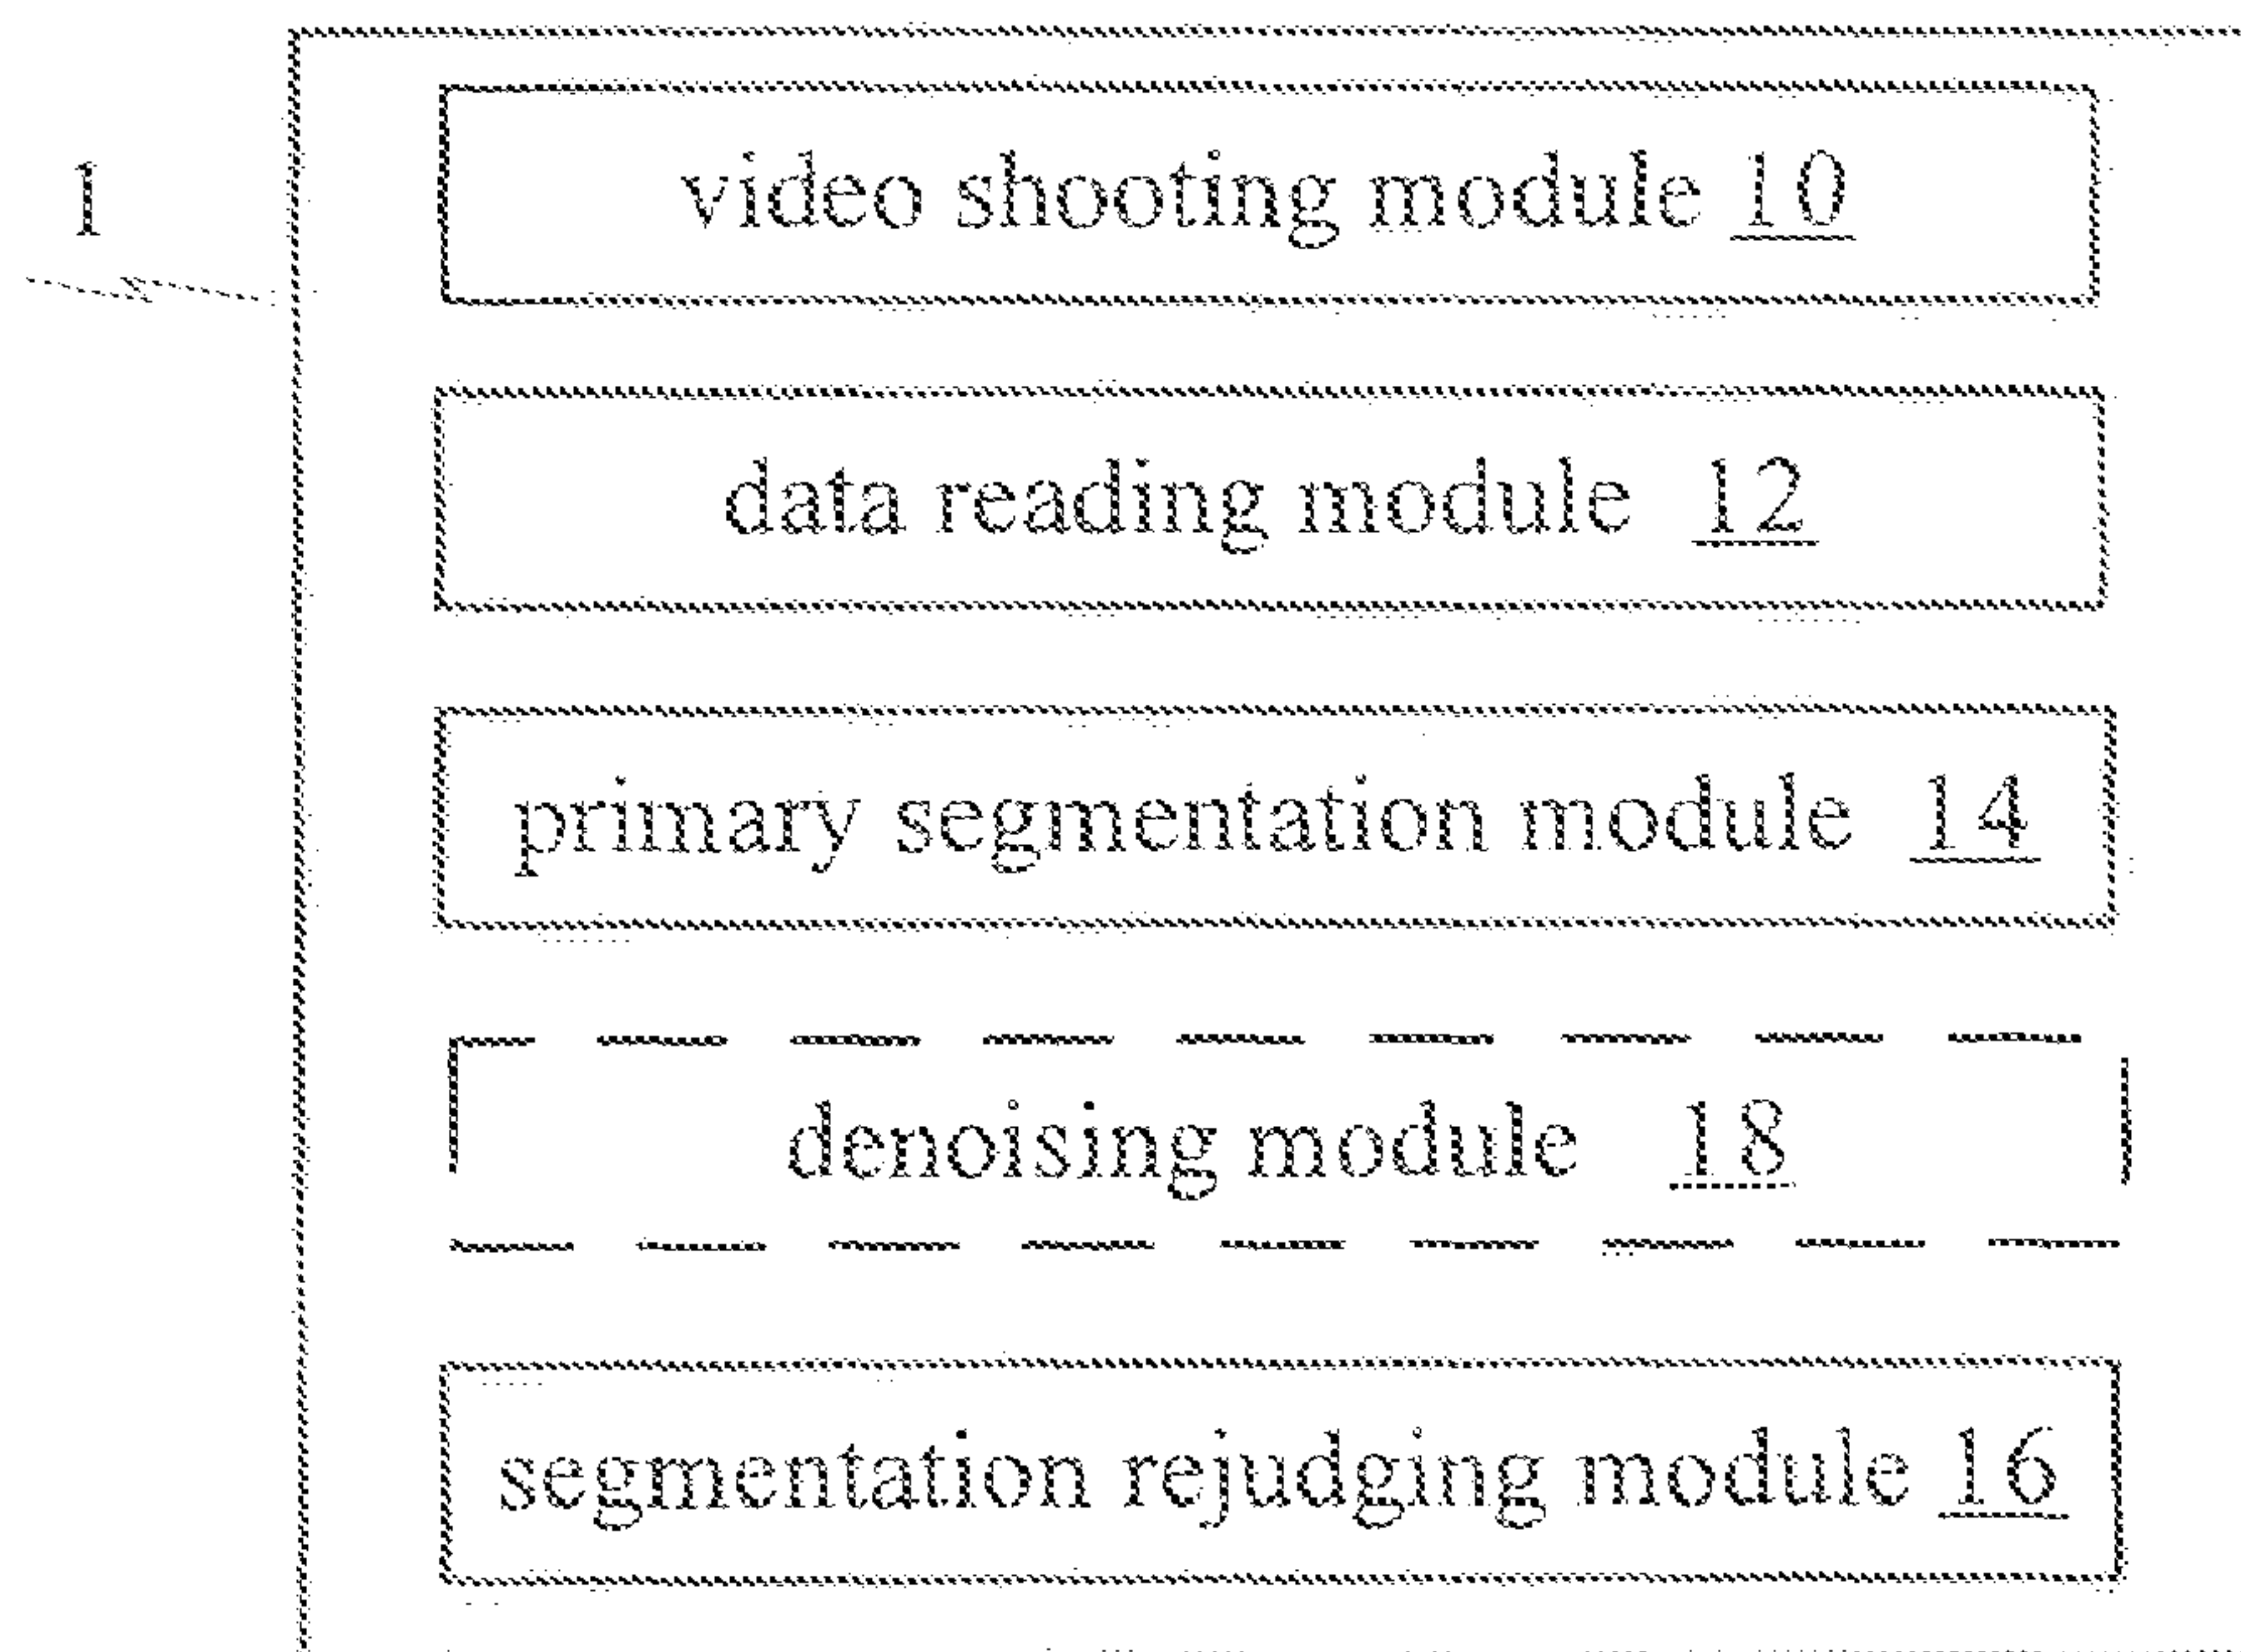 1
video shooting module 10
data reading module 12
primary segmentation module 14
denoising module 18
segmentation rejudging module 16